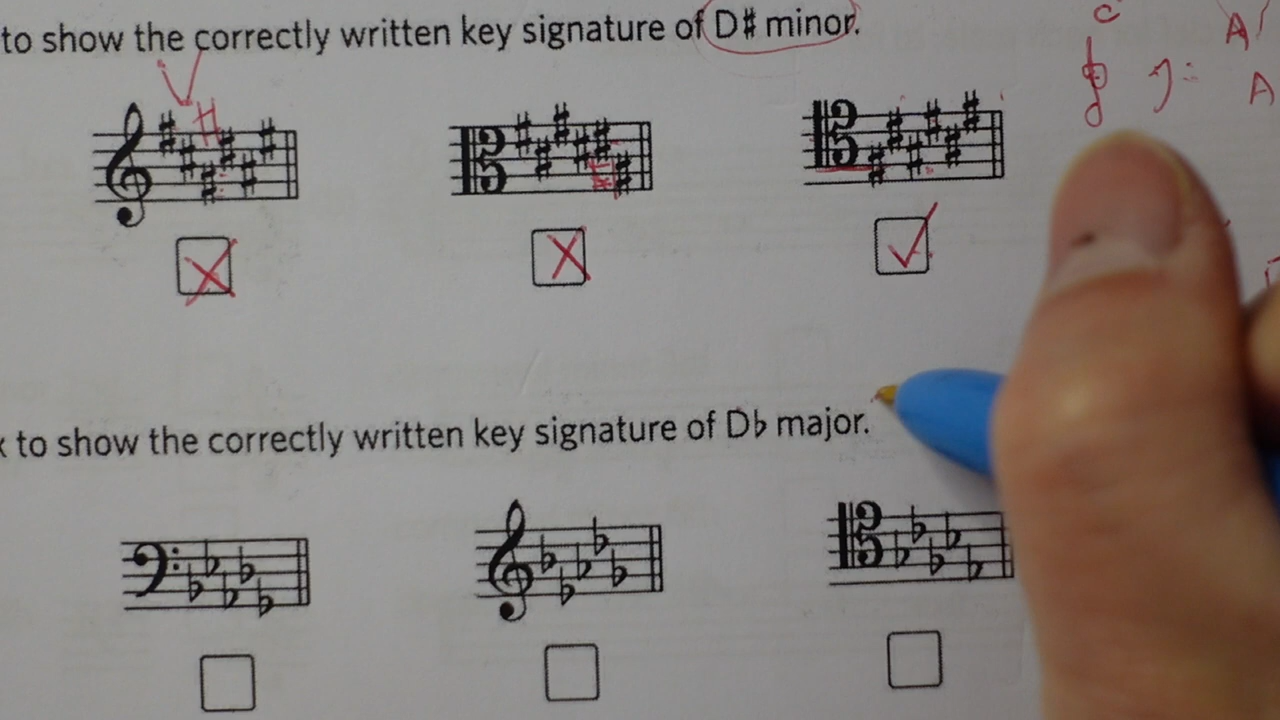 to show the correctly written key signature of D♯ minor.
C
A
𝄞 𝄢 A
to show the correctly written key signature of D♭ major.